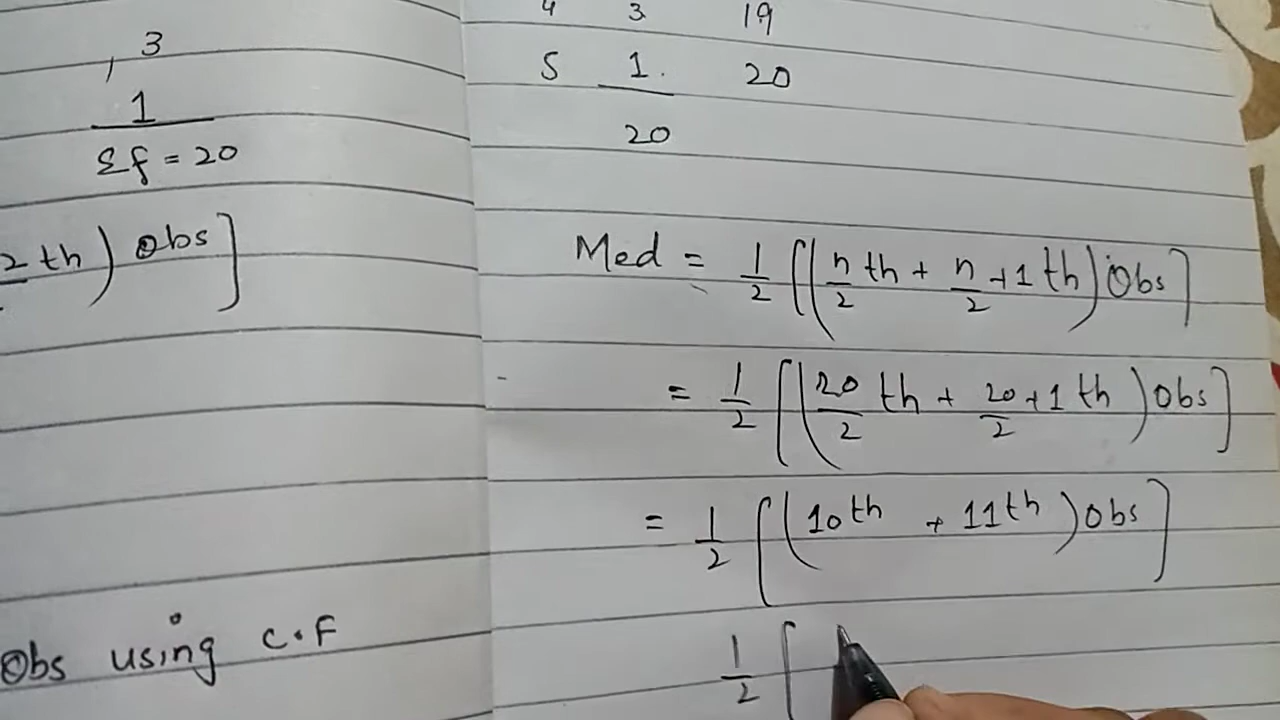 , 3
1
Σf = 20
2 th) Obs]
Obs using C.F
4 3 19
5 1. 20
20
Med = 1/2 [(n/2 th + n/2 +1 th) Obs]
= 1/2 [(20/2 th + 20/2 +1 th) Obs]
= 1/2 [(10th + 11th) Obs]
1/2 [